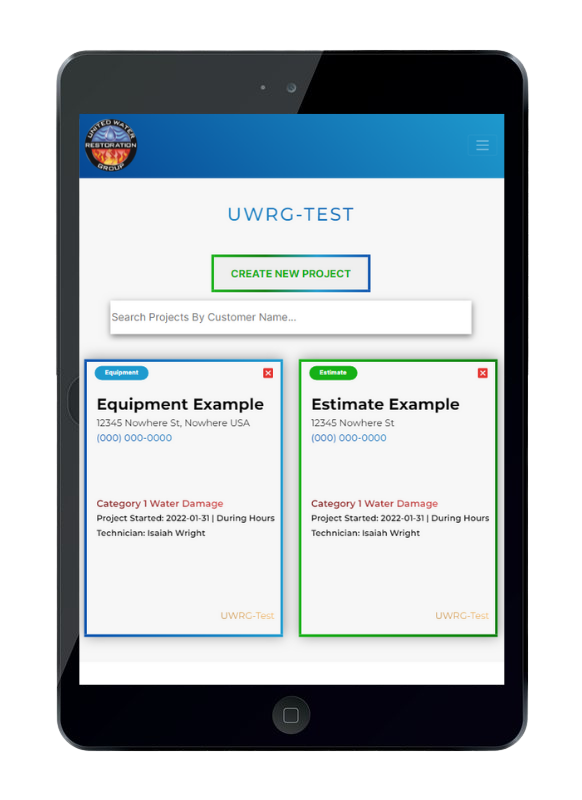 UNITED WATER
RESTORATION
GROUP
UWRG-TEST
CREATE NEW PROJECT
Search Projects By Customer Name...
Equipment
Equipment Example
12345 Nowhere St, Nowhere USA
(000) 000-0000
Category 1 Water Damage
Project Started: 2022-01-31 | During Hours
Technician: Isaiah Wright
UWRG-Test
Estimate
Estimate Example
12345 Nowhere St
(000) 000-0000
Category 1 Water Damage
Project Started: 2022-01-31 | During Hours
Technician: Isaiah Wright
UWRG-Test